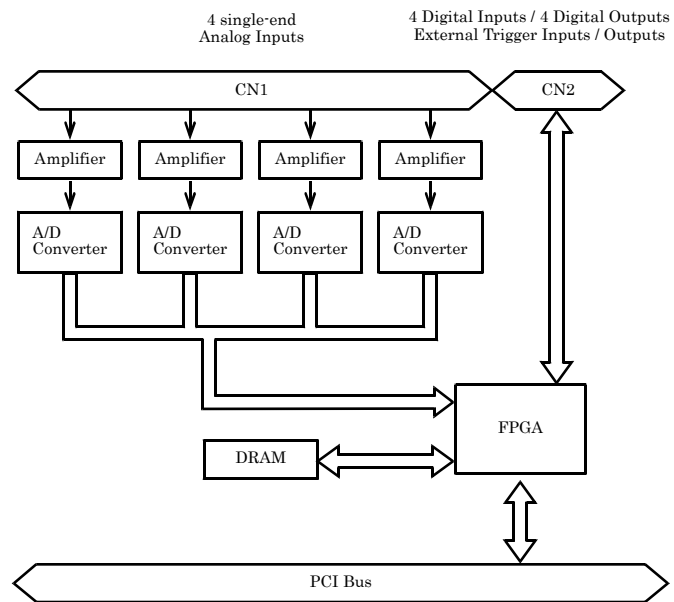 4 single-end
Analog Inputs
4 Digital Inputs / 4 Digital Outputs
External Trigger Inputs / Outputs
CN1
CN2
Amplifier
Amplifier
Amplifier
Amplifier
A/D
Converter
A/D
Converter
A/D
Converter
A/D
Converter
FPGA
DRAM
PCI Bus